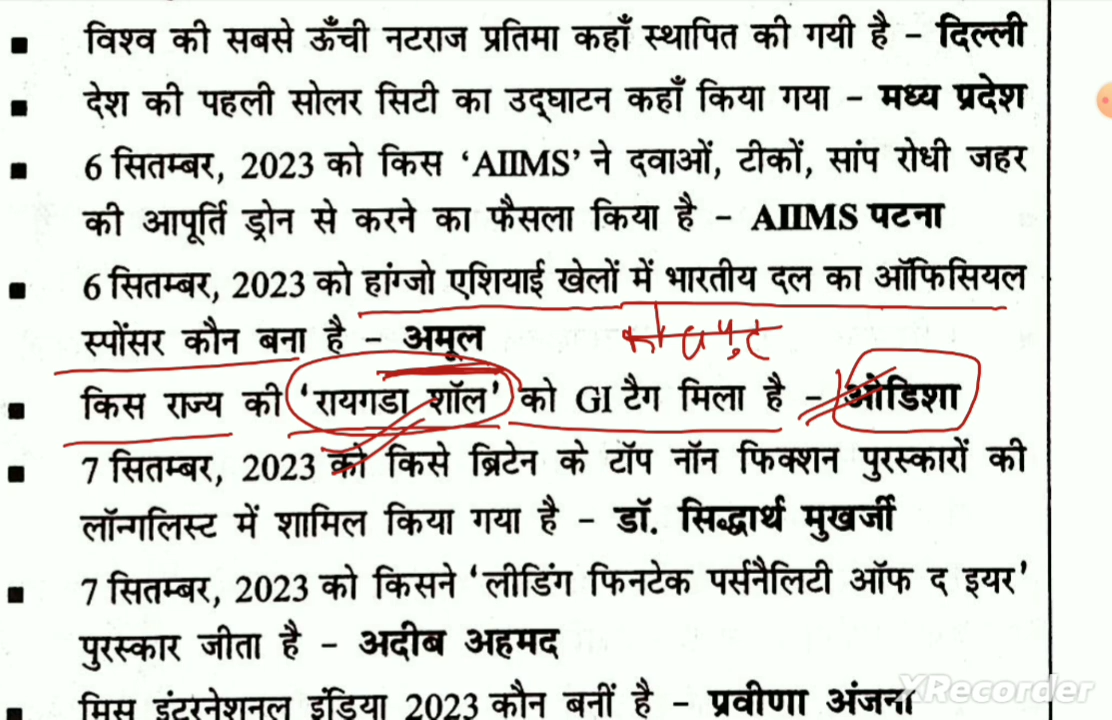 ▪ विश्व की सबसे ऊँची नटराज प्रतिमा कहाँ स्थापित की गयी है – दिल्ली
▪ देश की पहली सोलर सिटी का उद्घाटन कहाँ किया गया – मध्य प्रदेश
▪ 6 सितम्बर, 2023 को किस ‘AIIMS’ ने दवाओं, टीकों, सांप रोधी जहर
की आपूर्ति ड्रोन से करने का फैसला किया है – AIIMS पटना
▪ 6 सितम्बर, 2023 को हांग्जो एशियाई खेलों में भारतीय दल का ऑफिसियल
स्पोंसर कौन बना है – अमूल
▪ किस राज्य की ‘रायगडा शॉल’ को GI टैग मिला है – ओडिशा
▪ 7 सितम्बर, 2023 को किसे ब्रिटेन के टॉप नॉन फिक्शन पुरस्कारों की
लॉन्गलिस्ट में शामिल किया गया है – डॉ. सिद्धार्थ मुखर्जी
▪ 7 सितम्बर, 2023 को किसने ‘लीडिंग फिनटेक पर्सनैलिटी ऑफ द इयर’
पुरस्कार जीता है – अदीब अहमद
▪ मिस इंटरनेशनल इंडिया 2023 कौन बनीं है – प्रवीणा अंजना
XRecorder